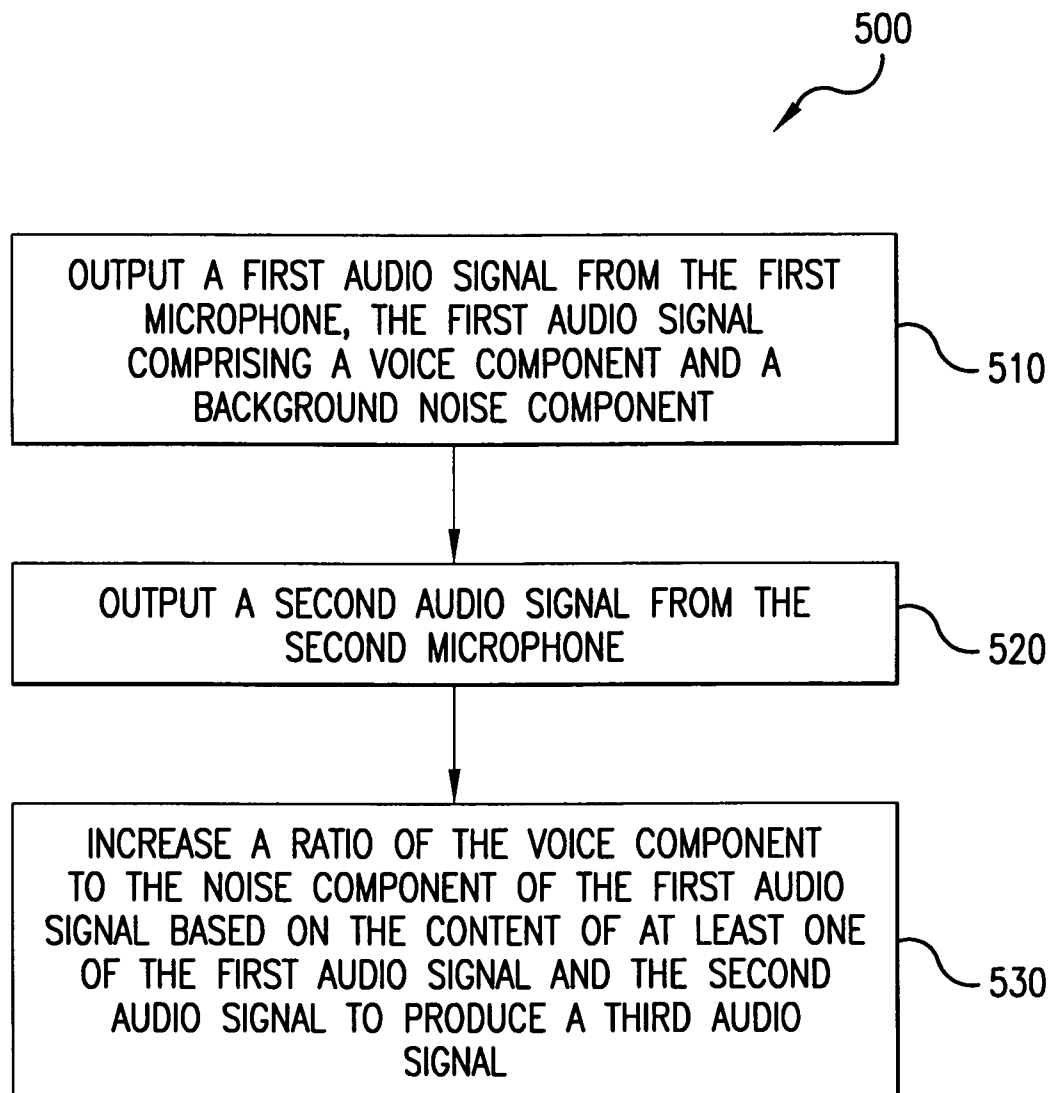 500
OUTPUT A FIRST AUDIO SIGNAL FROM THE FIRST
MICROPHONE, THE FIRST AUDIO SIGNAL
COMPRISING A VOICE COMPONENT AND A
BACKGROUND NOISE COMPONENT
510
OUTPUT A SECOND AUDIO SIGNAL FROM THE
SECOND MICROPHONE
520
INCREASE A RATIO OF THE VOICE COMPONENT
TO THE NOISE COMPONENT OF THE FIRST AUDIO
SIGNAL BASED ON THE CONTENT OF AT LEAST ONE
OF THE FIRST AUDIO SIGNAL AND THE SECOND
AUDIO SIGNAL TO PRODUCE A THIRD AUDIO
SIGNAL
530